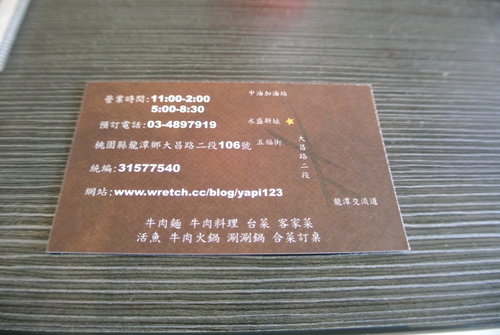 營業時間:11:00-2:00
5:00-8:30
預訂電話:03-4897919
桃園縣龍潭鄉大昌路二段106號
統編:31577540
網站:www.wretch.cc/blog/yapi123
牛肉麵 牛肉料理 台菜 客家菜
活魚 牛肉火鍋 涮涮鍋 合菜訂桌
中油加油站
永盛新址
五福街
大昌路二段
龍潭交流道